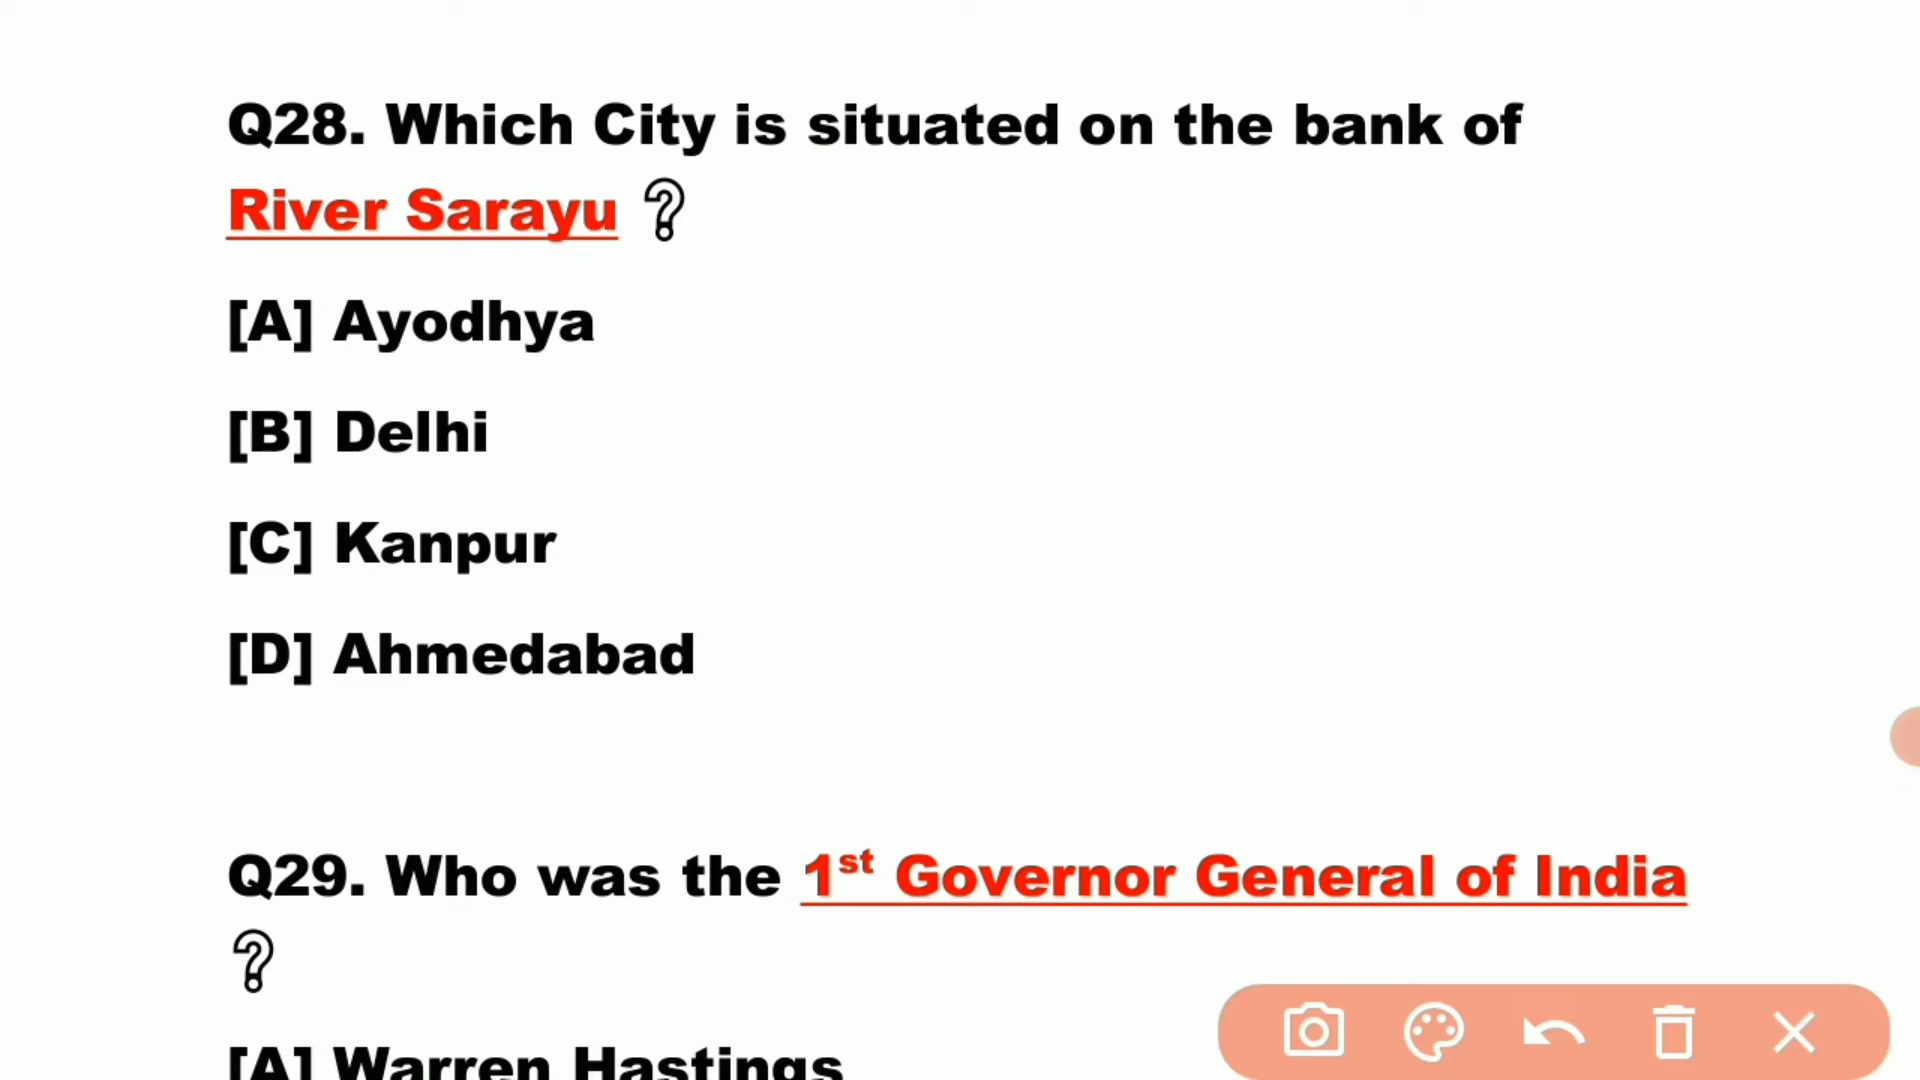 Q28. Which City is situated on the bank of
River Sarayu ?
[A] Ayodhya
[B] Delhi
[C] Kanpur
[D] Ahmedabad
Q29. Who was the 1st Governor General of India
?
[A] Warren Hastings